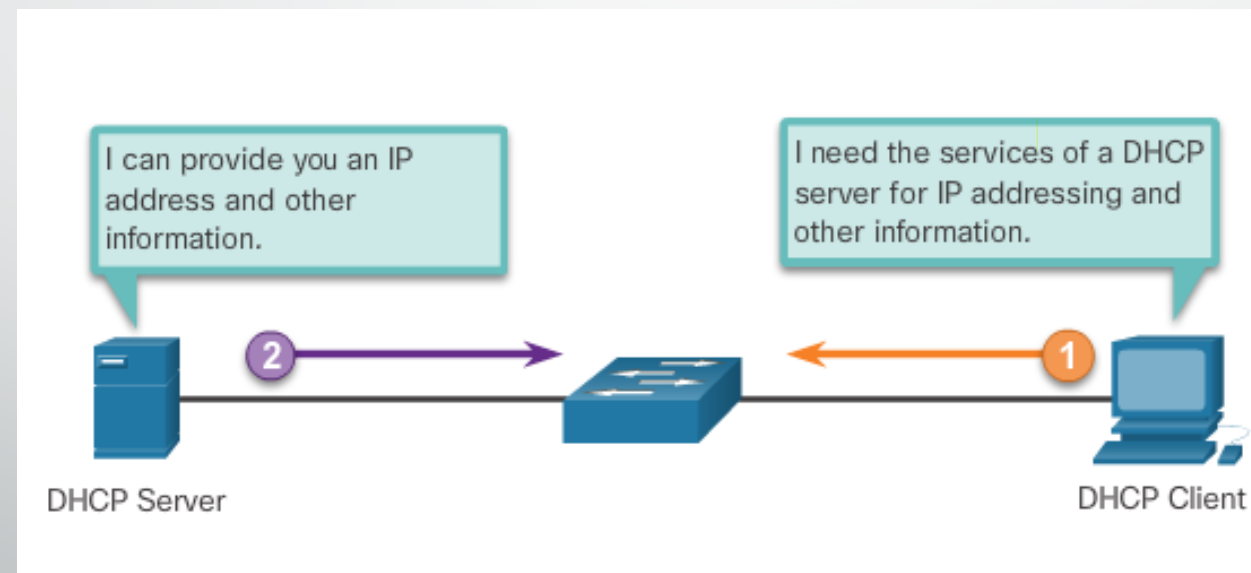 I can provide you an IP
address and other
information.
I need the services of a DHCP
server for IP addressing and
other information.
2
1
DHCP Server
DHCP Client